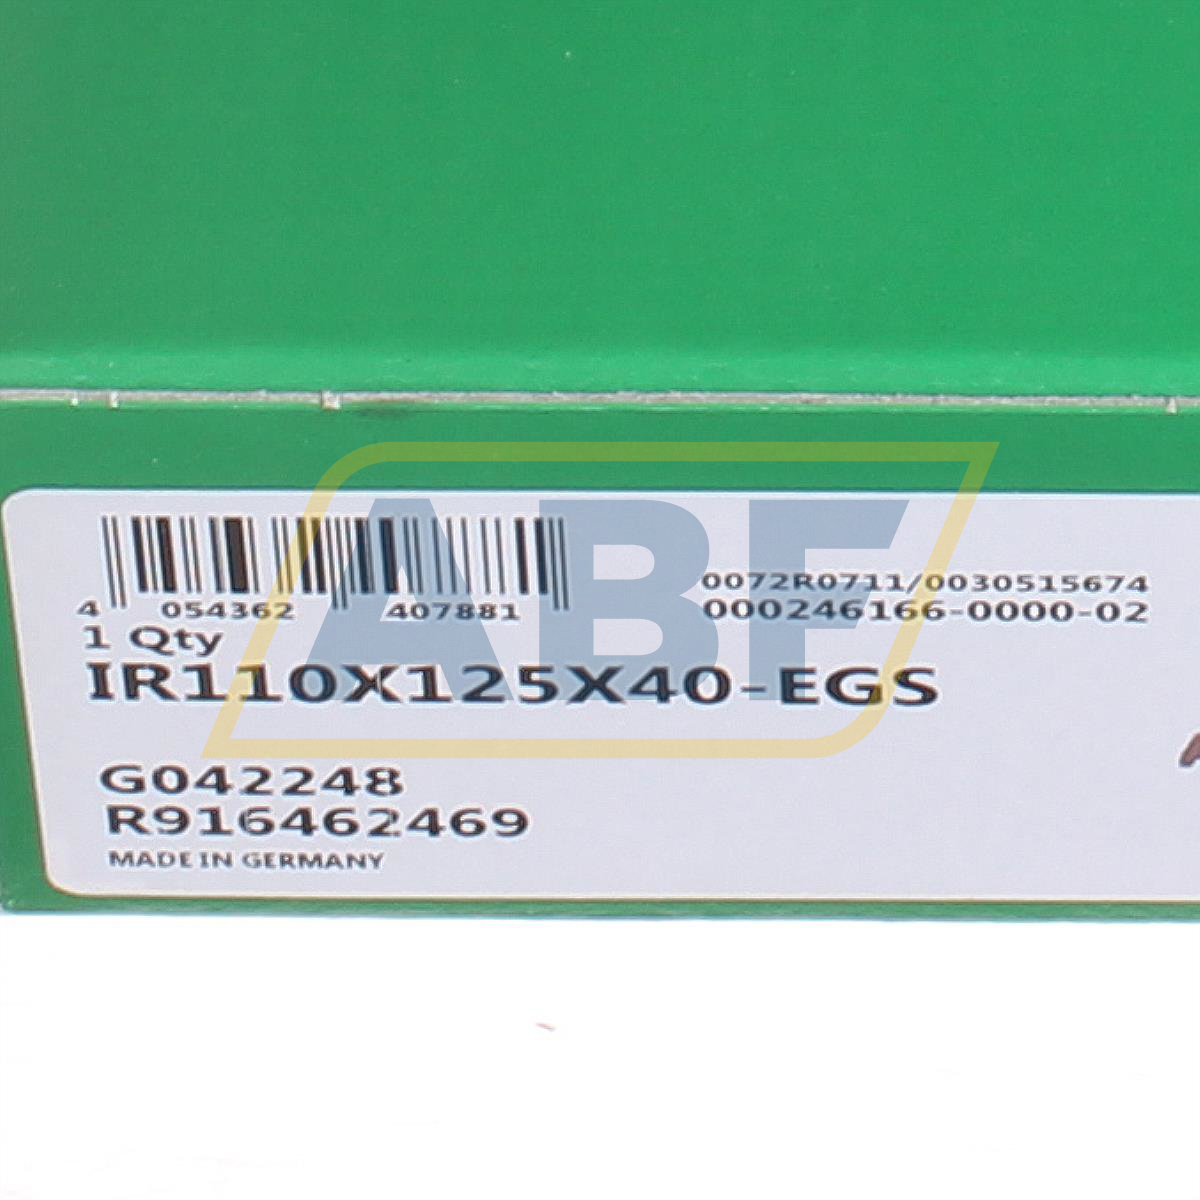 4 054362 407881
0072R0711/0030515674
000246166-0000-02
1 Qty
IR110X125X40-EGS
G042248
R916462469
MADE IN GERMANY
ABF